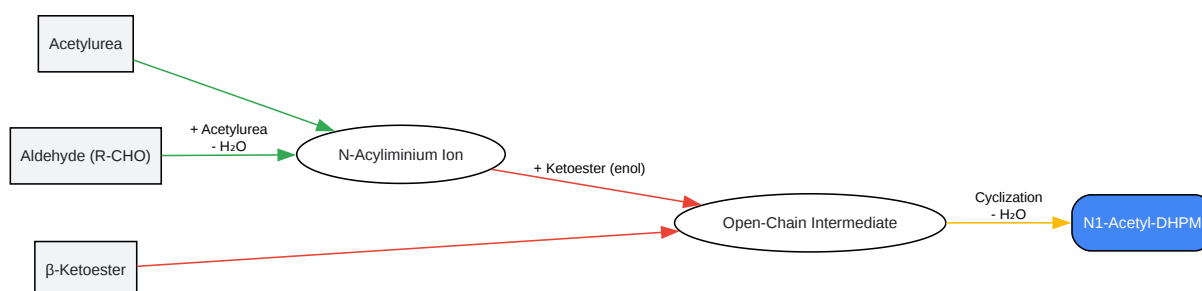 Acetylurea
Aldehyde (R-CHO)
+ Acetylurea
- H₂O
N-Acyliminium Ion
+ Ketoester (enol)
β-Ketoester
Open-Chain Intermediate
Cyclization
- H₂O
N1-Acetyl-DHPM